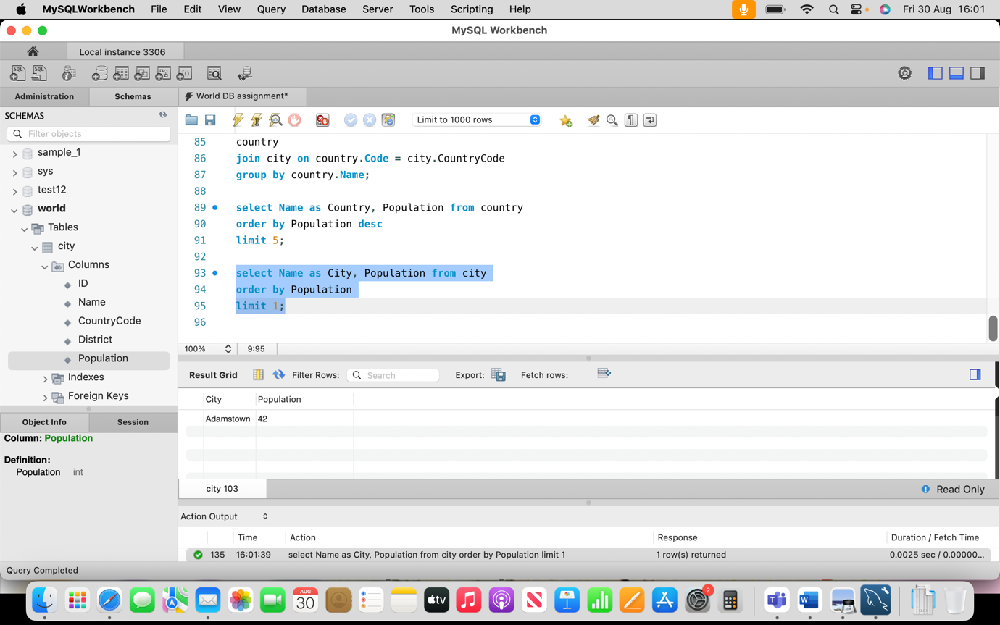 MySQLWorkbench File Edit View Query Database Server Tools Scripting Help Fri 30 Aug 16:01
MySQL Workbench
Local instance 3306
SQL SQL
Administration Schemas World DB assignment*
SCHEMAS
Limit to 1000 rows
Filter objects
sample_1
sys
test12
world
Tables
city
Columns
ID
Name
CountryCode
District
Population
Indexes
Foreign Keys
85 country
86 join city on country.Code = city.CountryCode
87 group by country.Name;
88
89 select Name as Country, Population from country
90 order by Population desc
91 limit 5;
92
93 select Name as City, Population from city
94 order by Population
95 limit 1;
96
100% 9:95
Result Grid Filter Rows: Search Export: Fetch rows:
City Population
Adamstown 42
city 103 Read Only
Object Info Session
Column: Population
Definition:
Population int
Action Output
Time Action Response Duration / Fetch Time
135 16:01:39 select Name as City, Population from city order by Population limit 1 1 row(s) returned 0.0025 sec / 0.00000...
Query Completed
AUG
30
tv
2
W